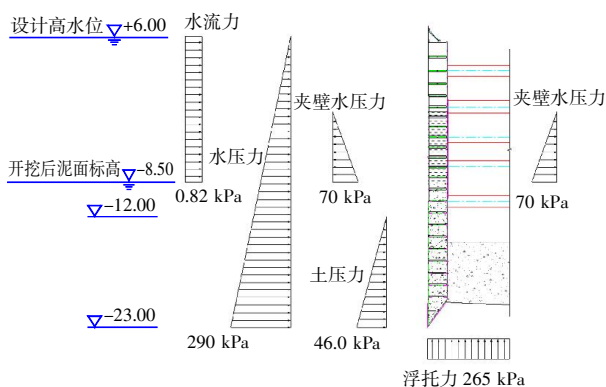 设计高水位 +6.00
水流力
夹壁水压力
夹壁水压力
水压力
开挖后泥面标高 -8.50
0.82 kPa
70 kPa
70 kPa
-12.00
土压力
-23.00
290 kPa
46.0 kPa
浮托力 265 kPa